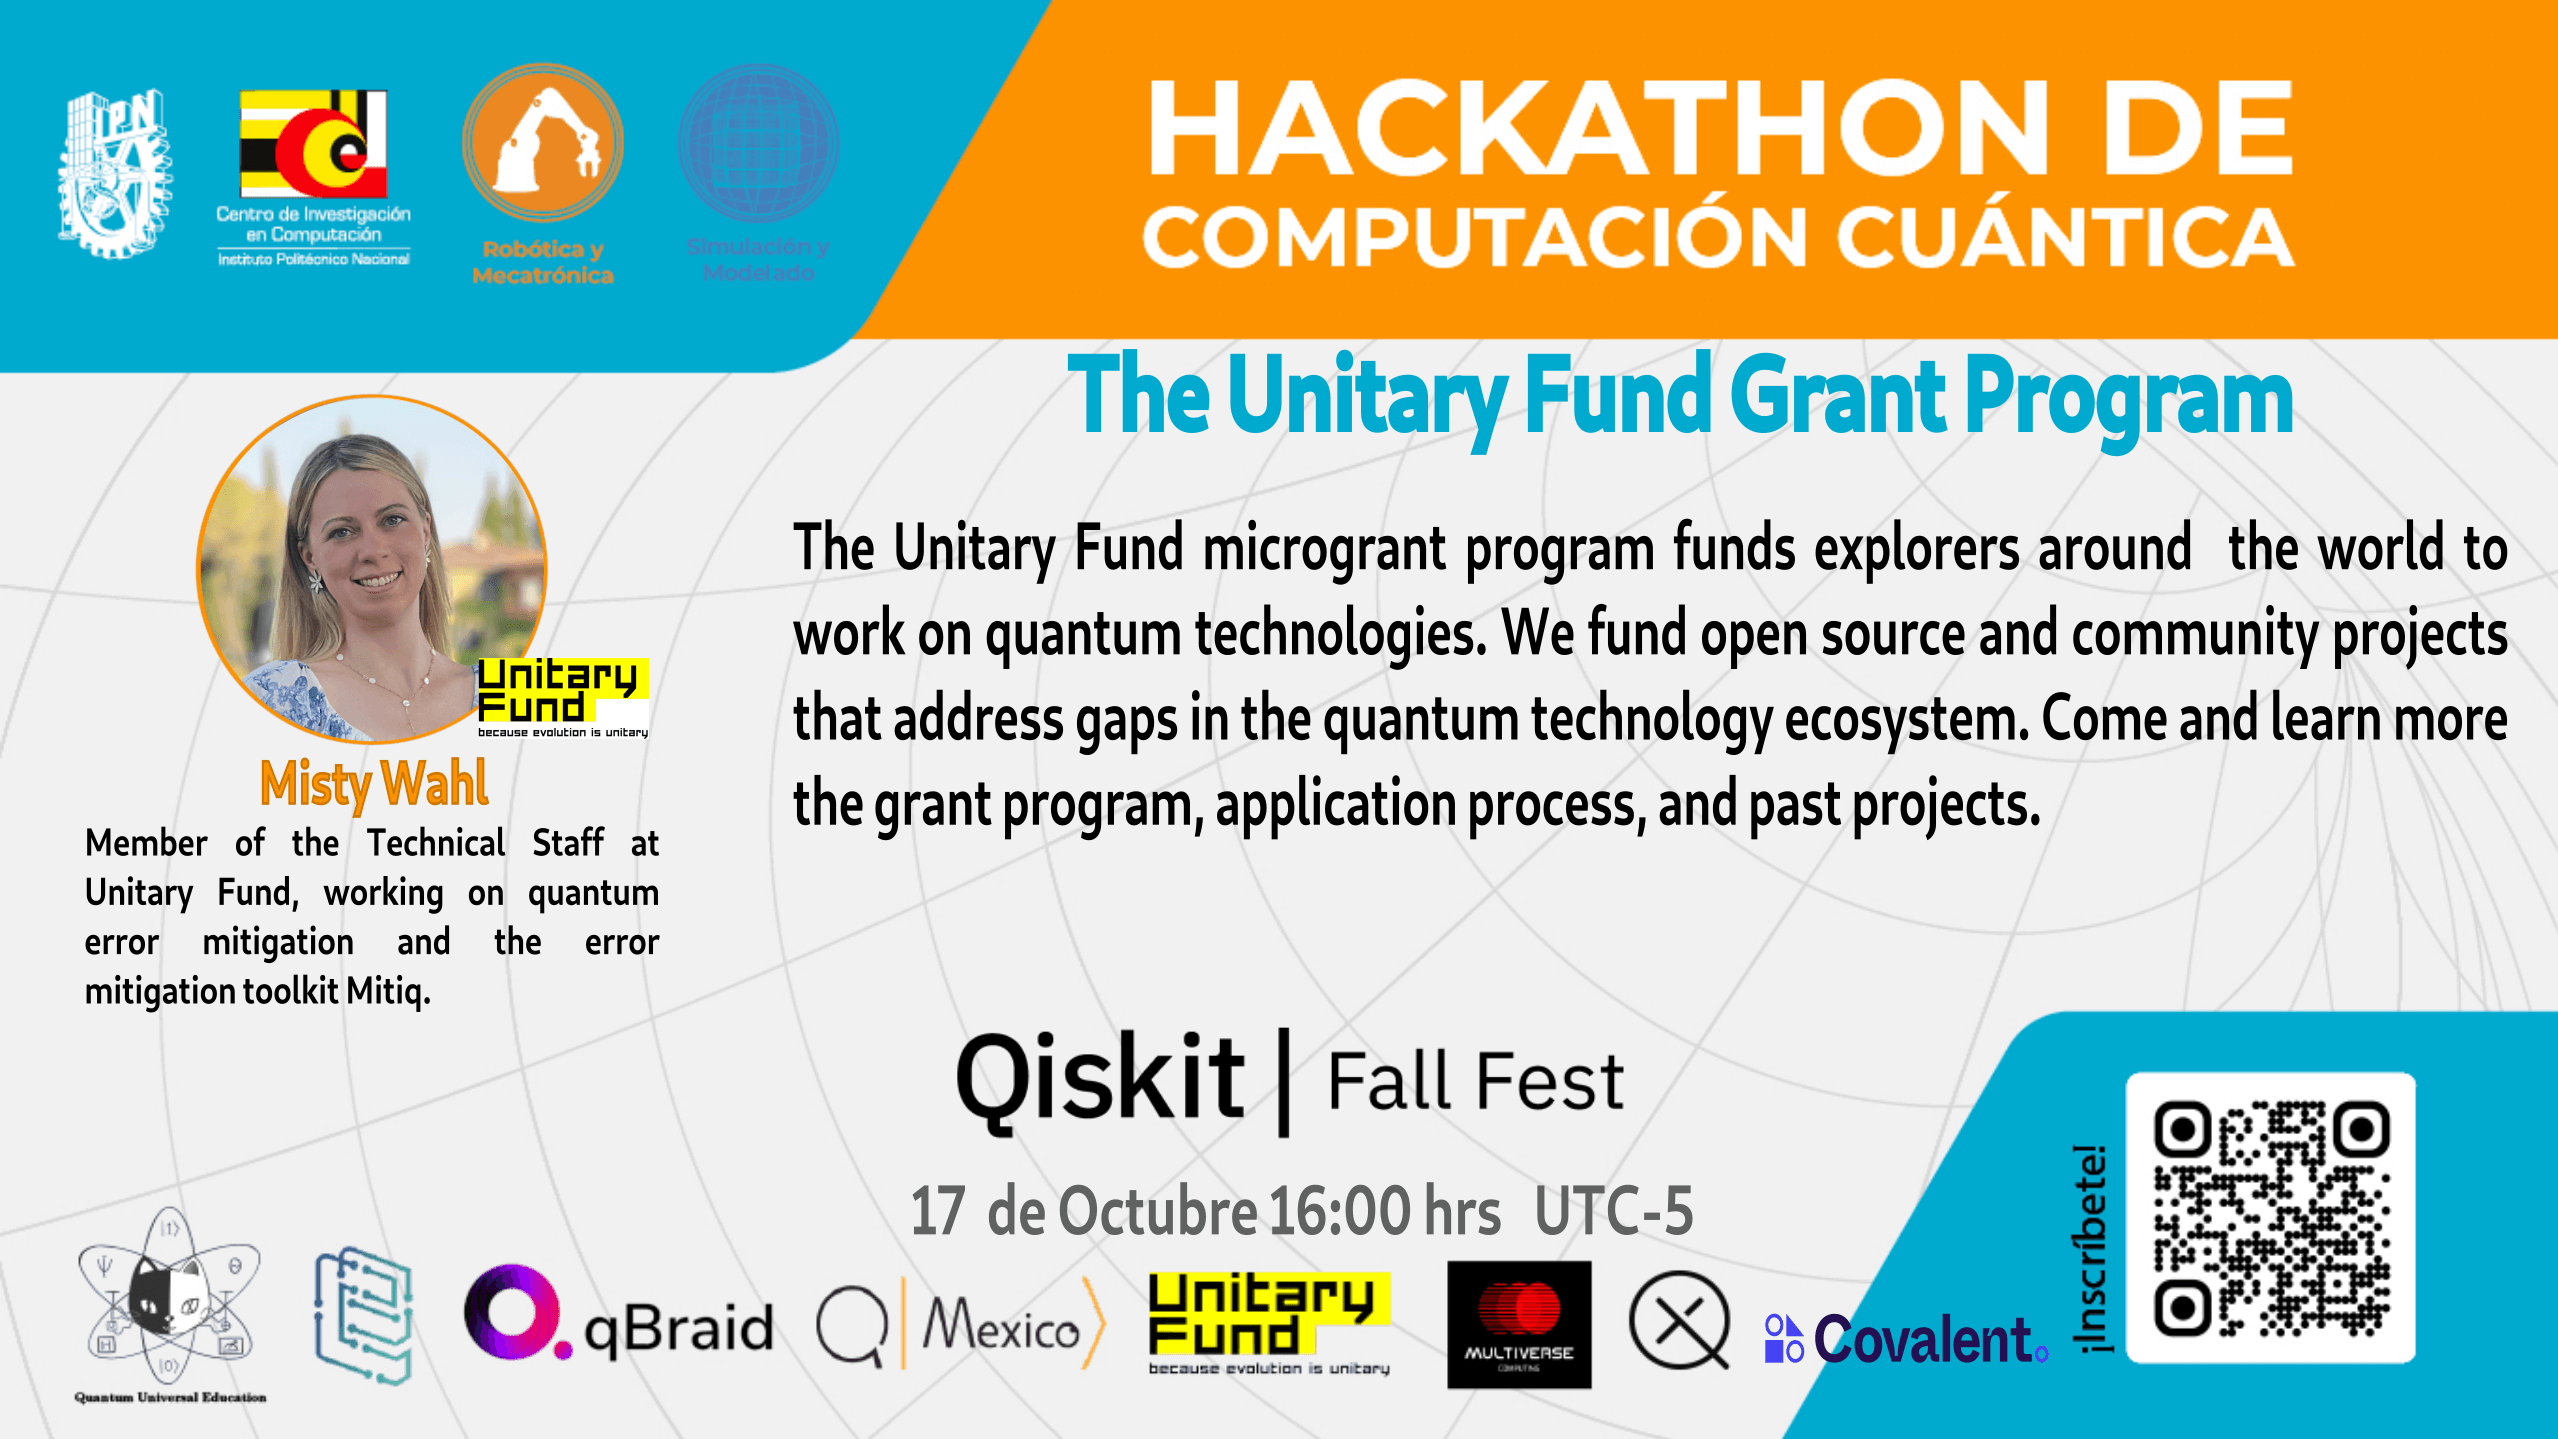 IPN
Centro de Investigación
en Computación
Instituto Politécnico Nacional
Robótica y
Mecatrónica
Simulación y
Modelado
HACKATHON DE
COMPUTACIÓN CUÁNTICA
The Unitary Fund Grant Program
The Unitary Fund microgrant program funds explorers around the world to
work on quantum technologies. We fund open source and community projects
that address gaps in the quantum technology ecosystem. Come and learn more
the grant program, application process, and past projects.
Unitary
Fund
because evolution is unitary
Misty Wahl
Member of the Technical Staff at
Unitary Fund, working on quantum
error mitigation and the error
mitigation toolkit Mitiq.
Qiskit | Fall Fest
17 de Octubre 16:00 hrs UTC-5
|1⟩
Ψ
Θ
H
|0⟩
Quantum Universal Education
qBraid
Q|Mexico⟩
Unitary
Fund
because evolution is unitary
MULTIVERSE
COMPUTING
Covalent
¡Inscríbete!